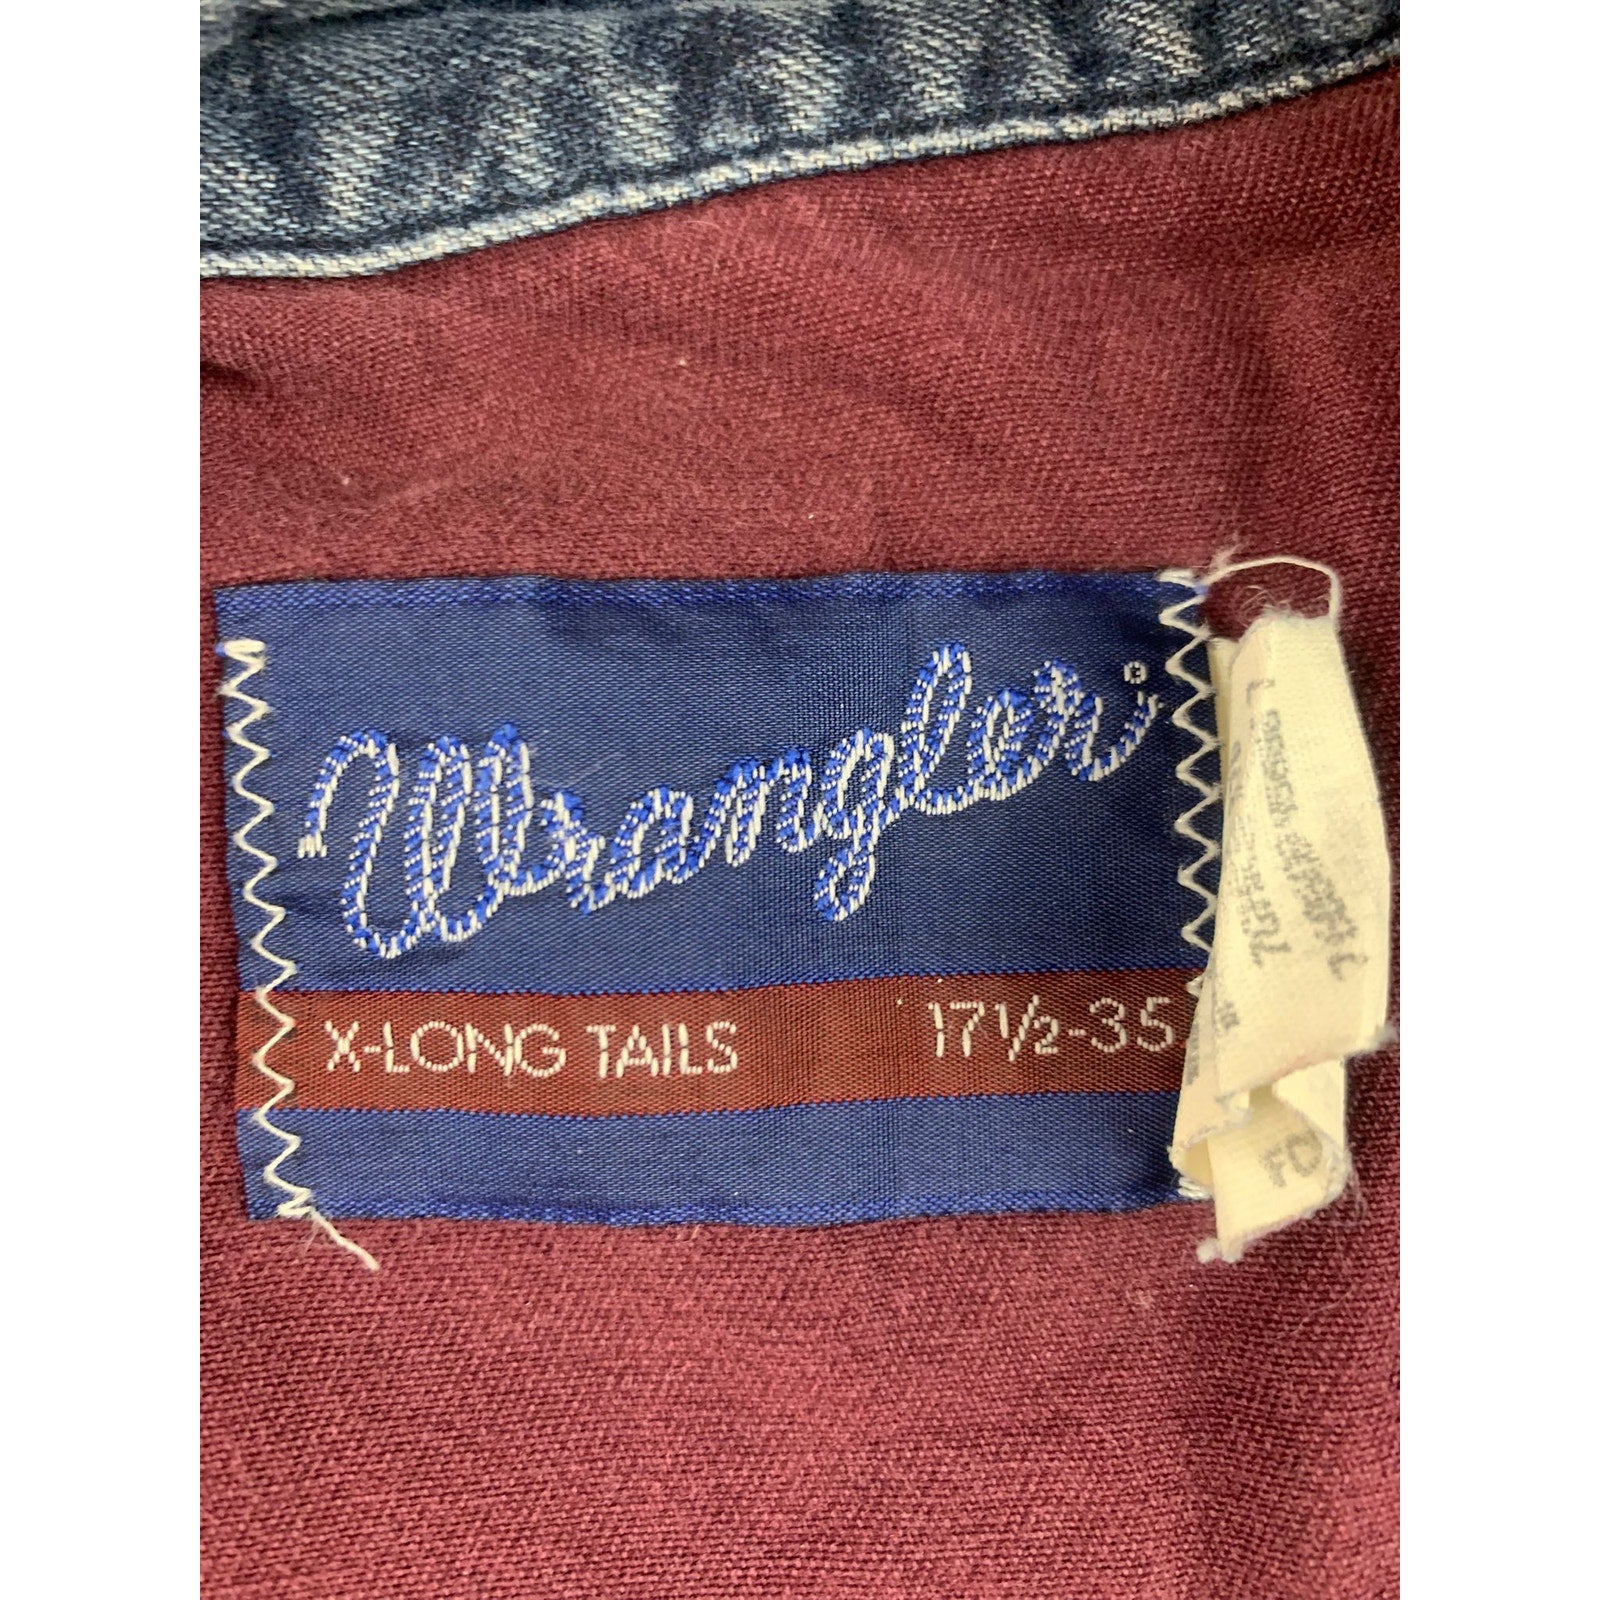 Wrangler®
X-LONG TAILS 17½-35